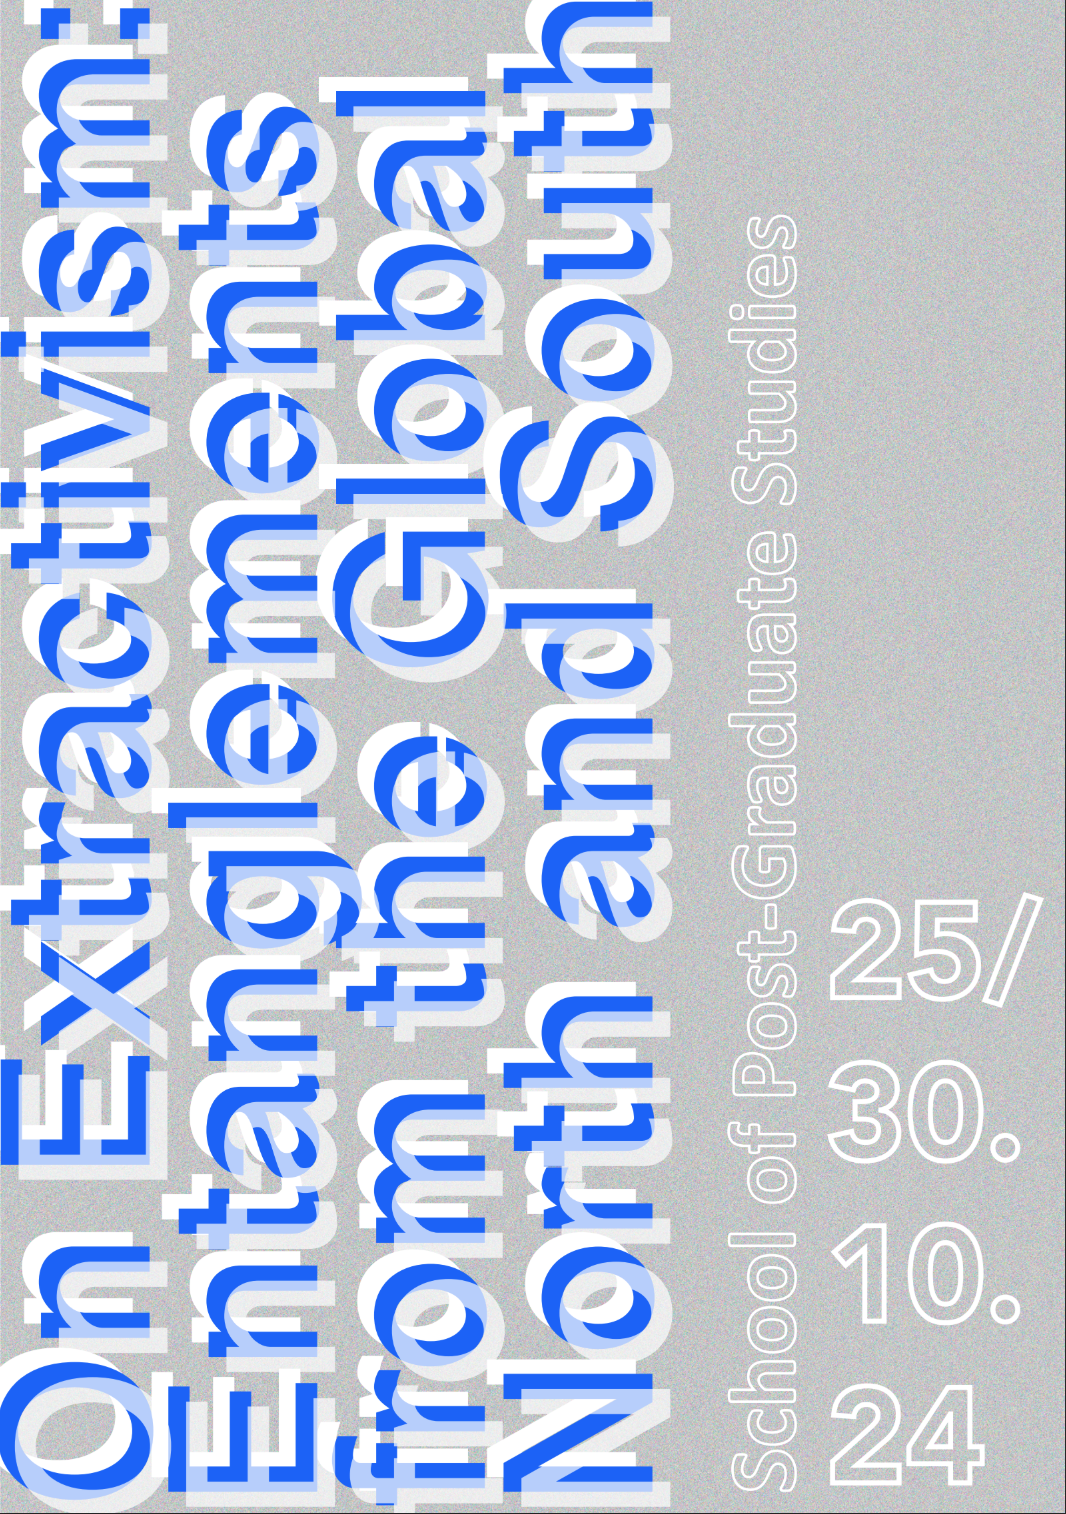 On Extractivism:
Entanglements
from the Global
North and South
School of Post-Graduate Studies
25/
30.
10.
24